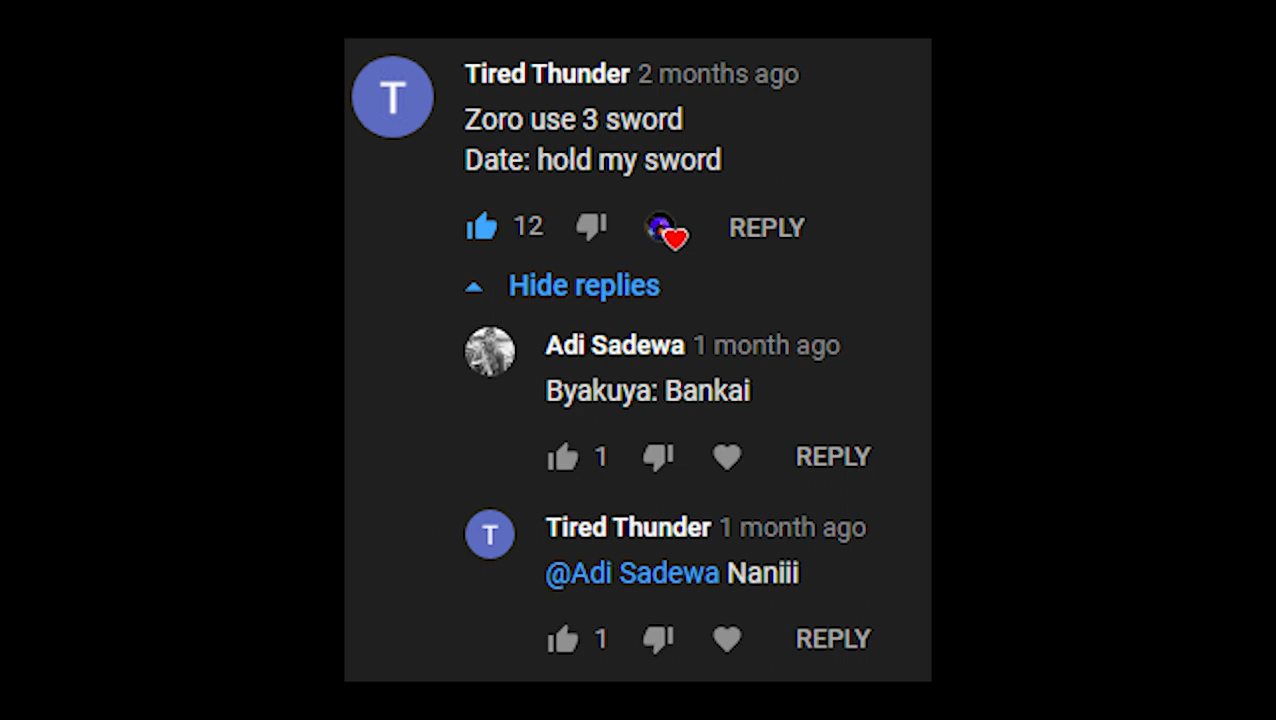 T
Tired Thunder 2 months ago
Zoro use 3 sword
Date: hold my sword
12 REPLY
Hide replies
Adi Sadewa 1 month ago
Byakuya: Bankai
1 REPLY
T
Tired Thunder 1 month ago
@Adi Sadewa Naniii
1 REPLY